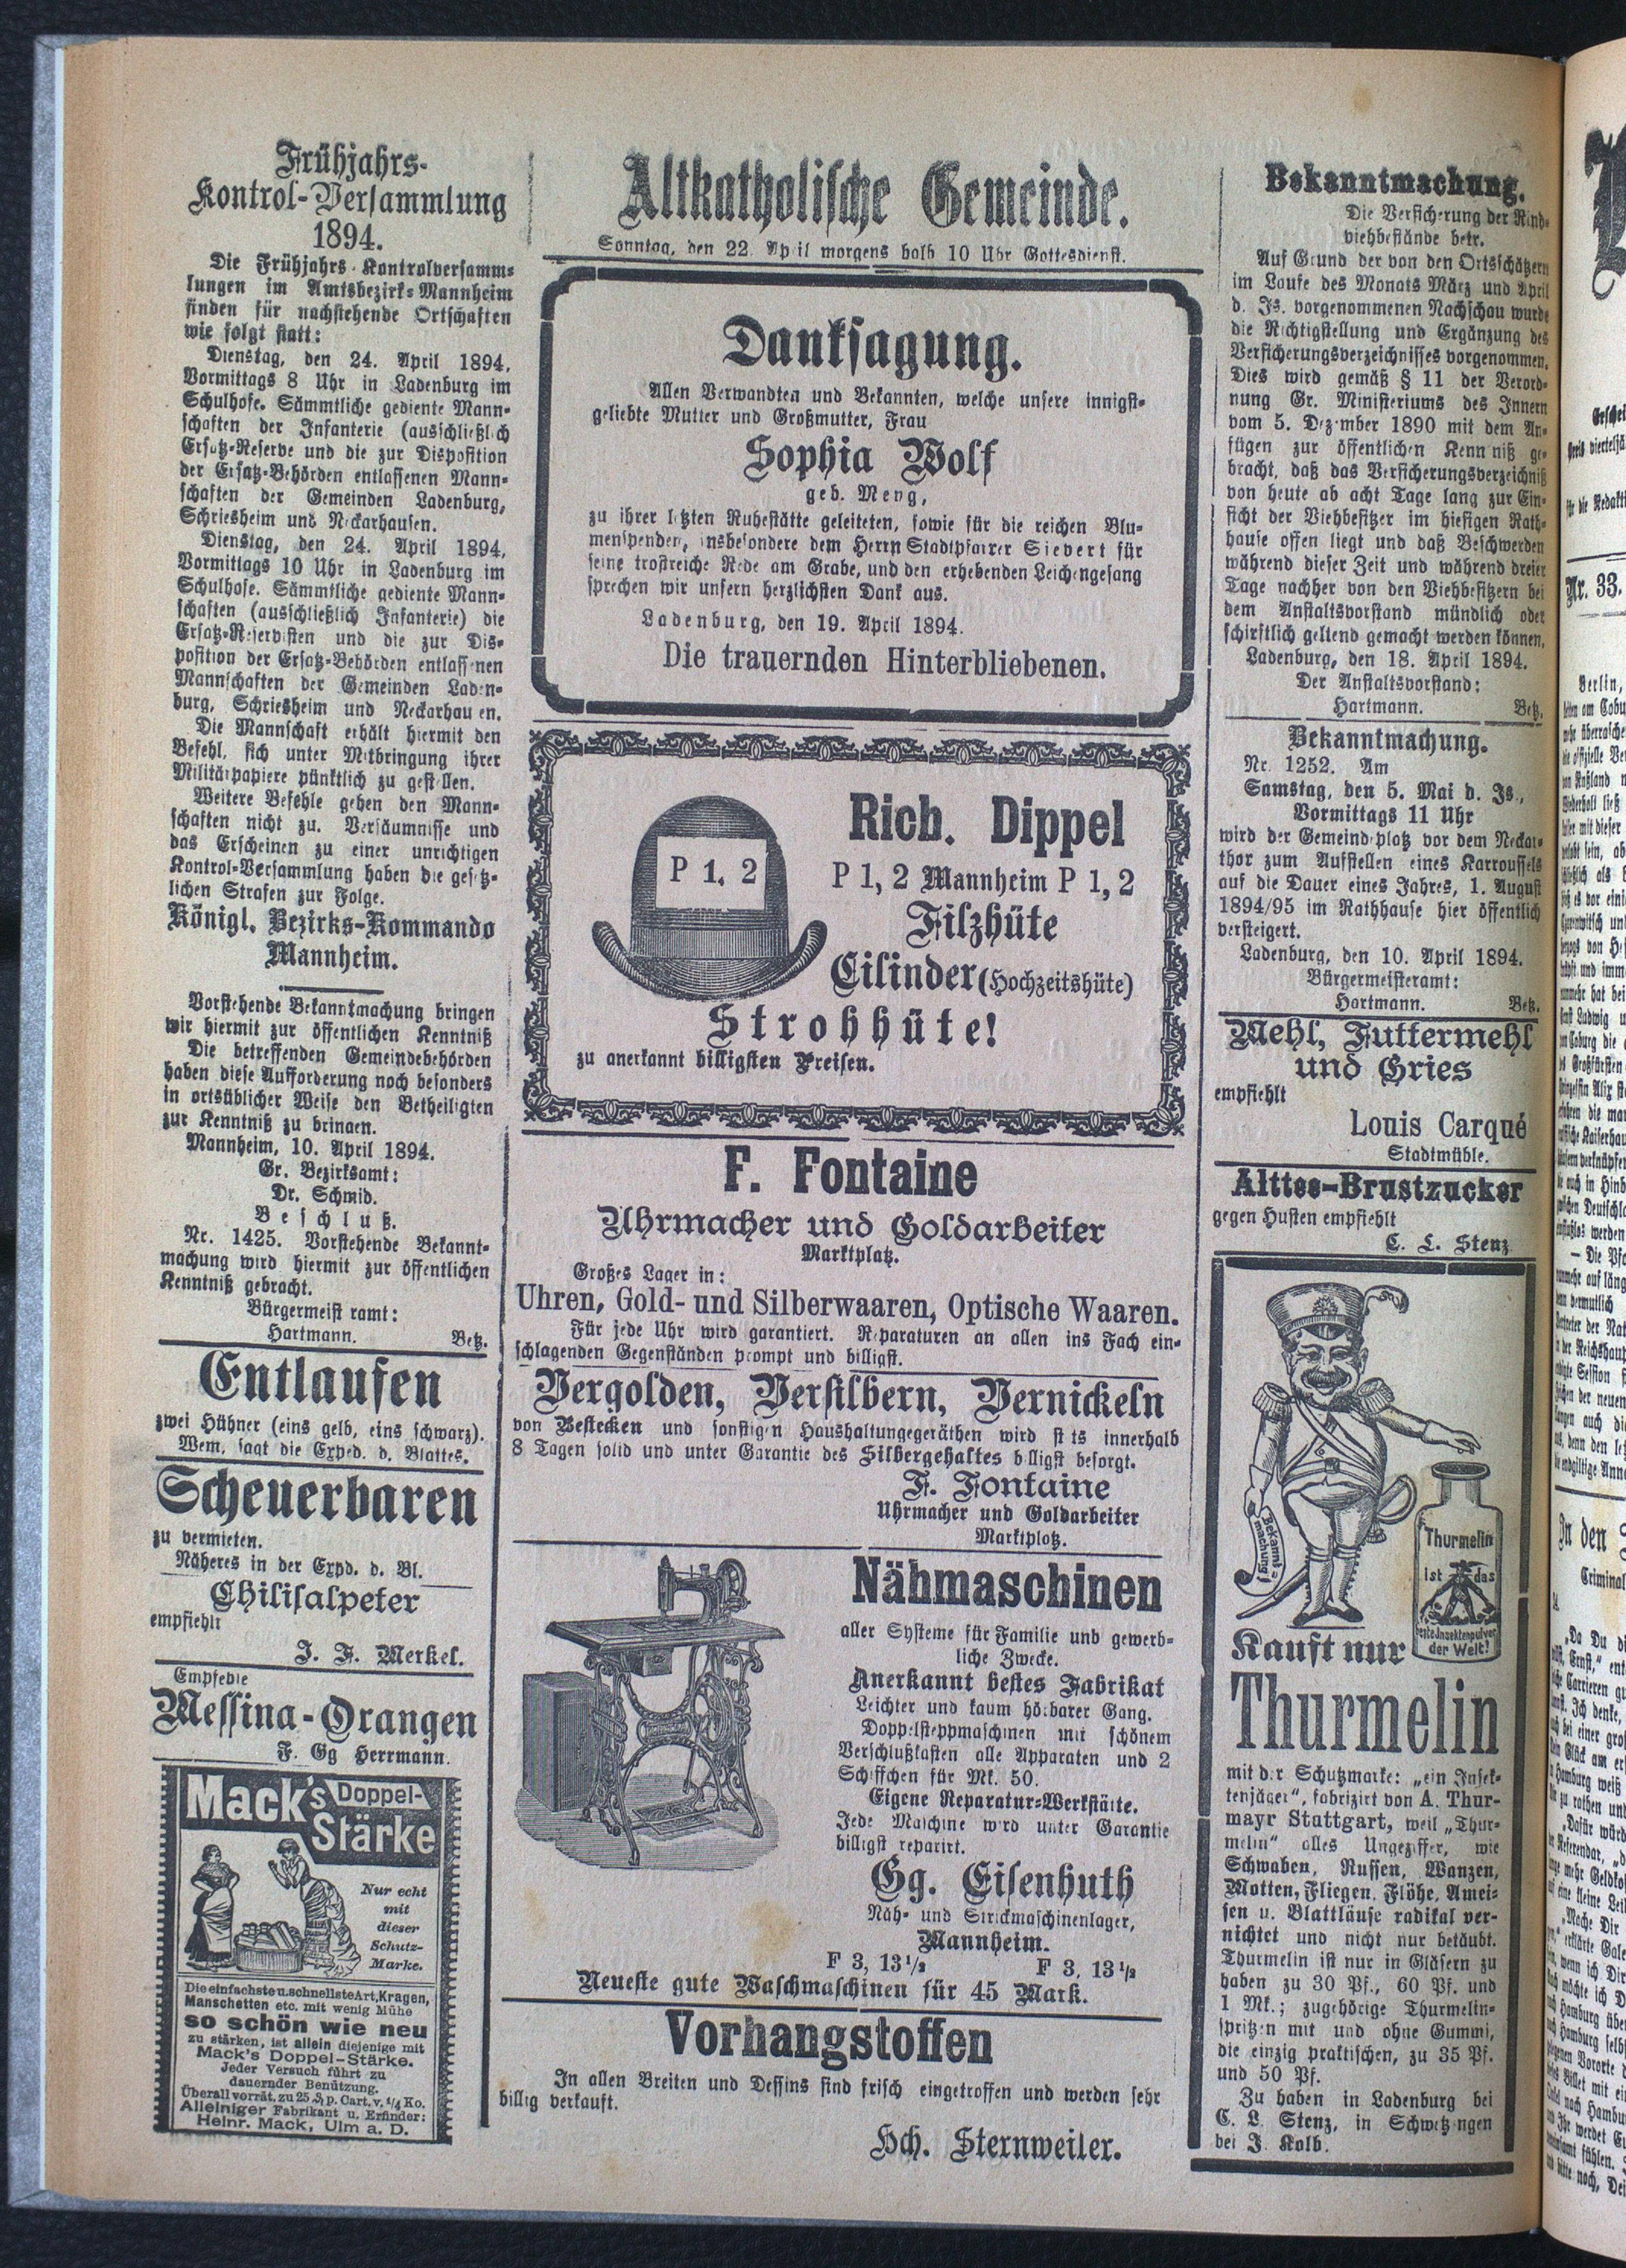 Frühjahrs-
Kontrol-Versammlung
1894.
Die Frühjahrs-Kontrolversamm-
lungen im Amtsbezirk-Mannheim
finden für nachstehende Ortschaften
wie folgt statt:
Dienstag, den 24. April 1894,
Vormittags 8 Uhr in Ladenburg im
Schulhofe. Sämmtliche gediente Mann-
schaften der Infanterie (ausschließlich
Ersatz-Reserve und die zur Disposition
der Ersatz-Behörden entlassenen Mann-
schaften der Gemeinden Ladenburg,
Schriesheim und Neckarhausen.
Dienstag, den 24. April 1894,
Vormittags 10 Uhr in Ladenburg im
Schulhofe. Sämmtliche gediente Mann-
schaften (ausschließlich Infanterie) die
Ersatz-Reservisten und die zur Dis-
position der Ersatz-Behörden entlassenen
Mannschaften der Gemeinden Laden-
burg, Schriesheim und Neckarhausen.
Die Mannschaft erhält hiermit den
Befehl, sich unter Mitbringung ihrer
Militärpapiere pünktlich zu gestellen.
Weitere Befehle gehen den Mann-
schaften nicht zu. Versäumnisse und
das Erscheinen zu einer unrichtigen
Kontrol-Versammlung haben die gesetz-
lichen Strafen zur Folge.
Königl. Bezirks-Kommando
Mannheim.
Vorstehende Bekanntmachung bringen
wir hiermit zur öffentlichen Kenntniß
Die betreffenden Gemeindebehörden
haben diese Aufforderung noch besonders
in ortsüblicher Weise den Betheiligten
zur Kenntniß zu bringen.
Mannheim, 10. April 1894.
Gr. Bezirksamt:
Dr. Schmid.
Beschluß.
Nr. 1425. Vorstehende Bekannt-
machung wird hiermit zur öffentlichen
Kenntniß gebracht.
Bürgermeisteramt:
Hartmann. Betz.
Entlaufen
zwei Hühner (eins gelb, eins schwarz).
Wem, sagt die Exped. d. Blattes.
Scheuerbaren
zu vermieten.
Näheres in der Expd. d. Bl.
Chilisalpeter
empfiehlt
J. F. Merkel.
Empfehle
Messina-Orangen
F. Gg Herrmann.
Mack's Doppel-
Stärke
Nur echt
mit
dieser
Schutz-
Marke.
Die einfachste u. schnellste Art, Kragen,
Manschetten etc. mit wenig Mühe
so schön wie neu
zu stärken, ist allein diejenige mit
Mack's Doppel-Stärke.
Jeder Versuch führt zu
dauernder Benützung.
Überall vorrät. zu 25 ₰ p. Cart. v. 1/4 Ko.
Alleiniger Fabrikant u. Erfinder:
Heinr. Mack, Ulm a. D.
Altkatholische Gemeinde.
Sonntag, den 22. April morgens halb 10 Uhr Gottesdienst.
Danksagung.
Allen Verwandten und Bekannten, welche unsere innigst-
geliebte Mutter und Großmutter, Frau
Sophia Wolf
geb. Meng,
zu ihrer letzten Ruhestätte geleiteten, sowie für die reichen Blu-
menspenden, insbesondere dem Herrn Stadtpfarrer Sievert für
seine trostreiche Rede am Grabe, und den erhebenden Leichengesang
sprechen wir unsern herzlichsten Dank aus.
Ladenburg, den 19. April 1894.
Die trauernden Hinterbliebenen.
P 1, 2
Rich. Dippel
P 1, 2 Mannheim P 1, 2
Filzhüte
Cilinder (Hochzeitshüte)
Strohhüte!
zu anerkannt billigsten Preisen.
F. Fontaine
Uhrmacher und Goldarbeiter
Marktplatz.
Großes Lager in:
Uhren, Gold- und Silberwaaren, Optische Waaren.
Für jede Uhr wird garantiert. Reparaturen an allen ins Fach ein-
schlagenden Gegenständen prompt und billigst.
Vergolden, Versilbern, Vernickeln
von Bestecken und sonstigen Haushaltungegeräthen wird stets innerhalb
8 Tagen solid und unter Garantie des Silbergehaltes billigst besorgt.
F. Fontaine
Uhrmacher und Goldarbeiter
Marktplatz.
Nähmaschinen
aller Systeme für Familie und gewerb-
liche Zwecke.
Anerkannt bestes Fabrikat
Leichter und kaum hörbarer Gang.
Doppelsteppmaschinen mit schönem
Verschlußkasten alle Apparaten und 2
Schiffchen für Mk. 50.
Eigene Reparatur-Werkstätte.
Jede Maschine wird unter Garantie
billigst reparirt.
Gg. Eisenhuth
Näh- und Strickmaschinenlager,
Mannheim.
F 3, 13 1/2 F 3, 13 1/2
Neueste gute Waschmaschinen für 45 Mark.
Vorhangstoffen
In allen Breiten und Dessins sind frisch eingetroffen und werden sehr
billig verkauft.
Hch. Sternweiler.
Bekanntmachung.
Die Versicherung der Rind-
viehbestände betr.
Auf Grund der von den Ortsschätzern
im Laufe des Monats März und April
d. Js. vorgenommenen Nachschau wurde
die Richtigstellung und Ergänzung des
Versicherungsverzeichnisses vorgenommen.
Dies wird gemäß § 11 der Verord-
nung Gr. Ministeriums des Innern
vom 5. Dezember 1890 mit dem An-
fügen zur öffentlichen Kenntniß ge-
bracht, daß das Versicherungsverzeichniß
von heute ab acht Tage lang zur Ein-
sicht der Viehbesitzer im hiesigen Rath-
hause offen liegt und daß Beschwerden
während dieser Zeit und während dreier
Tage nachher von den Viehbesitzern bei
dem Anstaltsvorstand mündlich oder
schirftlich geltend gemacht werden können.
Ladenburg, den 18. April 1894.
Der Anstaltsvorstand:
Hartmann. Betz.
Bekanntmachung.
Nr. 1252. Am
Samstag, den 5. Mai d. Js.,
Vormittags 11 Uhr
wird der Gemeindeplatz vor dem Neckar-
thor zum Aufstellen eines Karroussels
auf die Dauer eines Jahres, 1. August
1894/95 im Rathhause hier öffentlich
versteigert.
Ladenburg, den 10. April 1894.
Bürgermeisteramt:
Hartmann. Betz.
Mehl, Futtermehl
und Gries
empfiehlt
Louis Carqué
Stadtmühle.
Alttee-Brustzucker
gegen Husten empfiehlt
C. L. Stenz
Bekannt-
machung!
Thurmelin
ist das
beste Insektenpulver
der Welt!
Kauft nur
Thurmelin
mit der Schutzmarke: „ein Insek-
tenjäger", fabrizirt von A. Thur-
mayr Stattgart, weil „Thur-
melin" alles Ungeziffer, wie
Schwaben, Russen, Wanzen,
Motten, Fliegen, Flöhe, Amei-
sen u. Blattläuse radikal ver-
nichtet und nicht nur betäubt.
Thurmelin ist nur in Gläsern zu
haben zu 30 Pf., 60 Pf. und
1 Mk.; zugehörige Thurmelin-
spritzen mit und ohne Gummi,
die einzig praktischen, zu 35 Pf.
und 50 Pf.
Zu haben in Ladenburg bei
C. L. Stenz, in Schwetzingen
bei J. Kolb.
Nr. 33.